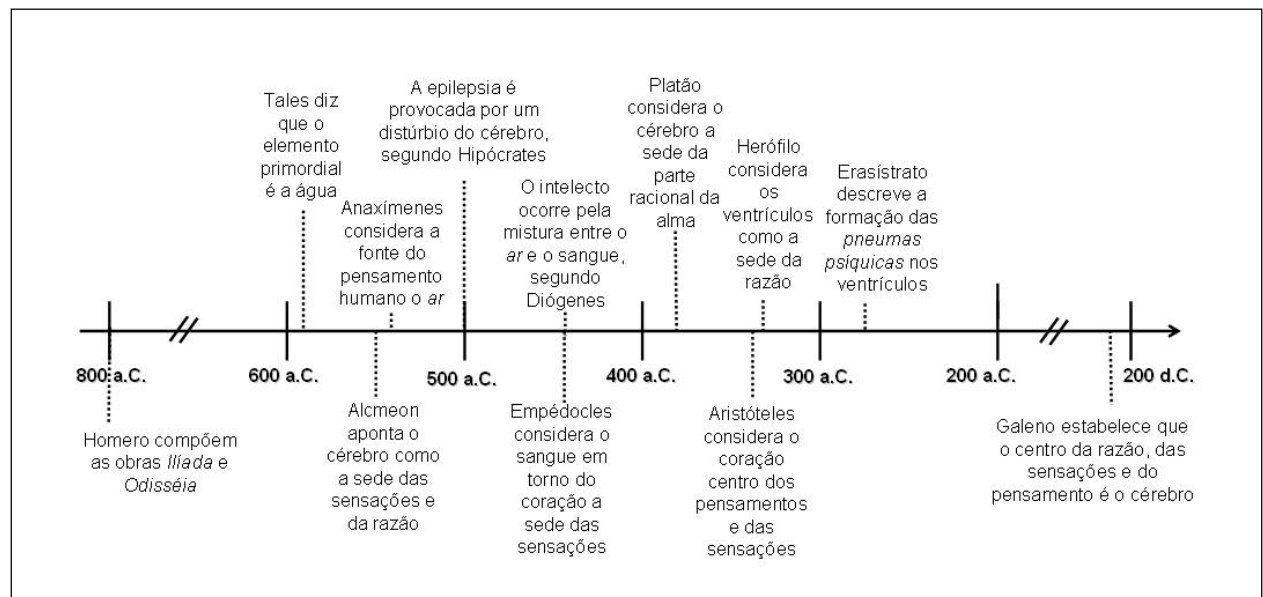 Tales diz
que o
elemento
primordial
é a água
Anaxímenes
considera a
fonte do
pensamento
humano o ar
A epilepsia é
provocada por um
distúrbio do cérebro,
segundo Hipócrates
O intelecto
ocorre pela
mistura entre o
ar e o sangue,
segundo
Diógenes
Platão
considera o
cérebro a
sede da
parte
racional da
alma
Herófilo
considera
os
ventrículos
como a
sede da
razão
Erasístrato
descreve a
formação das
pneumas
psiquicas nos
ventrículos
800 a.C.
600 a.C.
500 a.C.
400 a.C.
300 a.C.
200 a.C.
200 d.C.
Homero compõem
as obras Ilíada e
Odisséia
Alcmeon
aponta o
cérebro como
a sede das
sensações e
da razão
Empédocles
considera o
sangue em
torno do
coração a
sede das
sensações
Aristóteles
considera o
coração
centro dos
pensamentos
e das
sensações
Galeno estabelece que
o centro da razão, das
sensações e do
pensamento é o cérebro